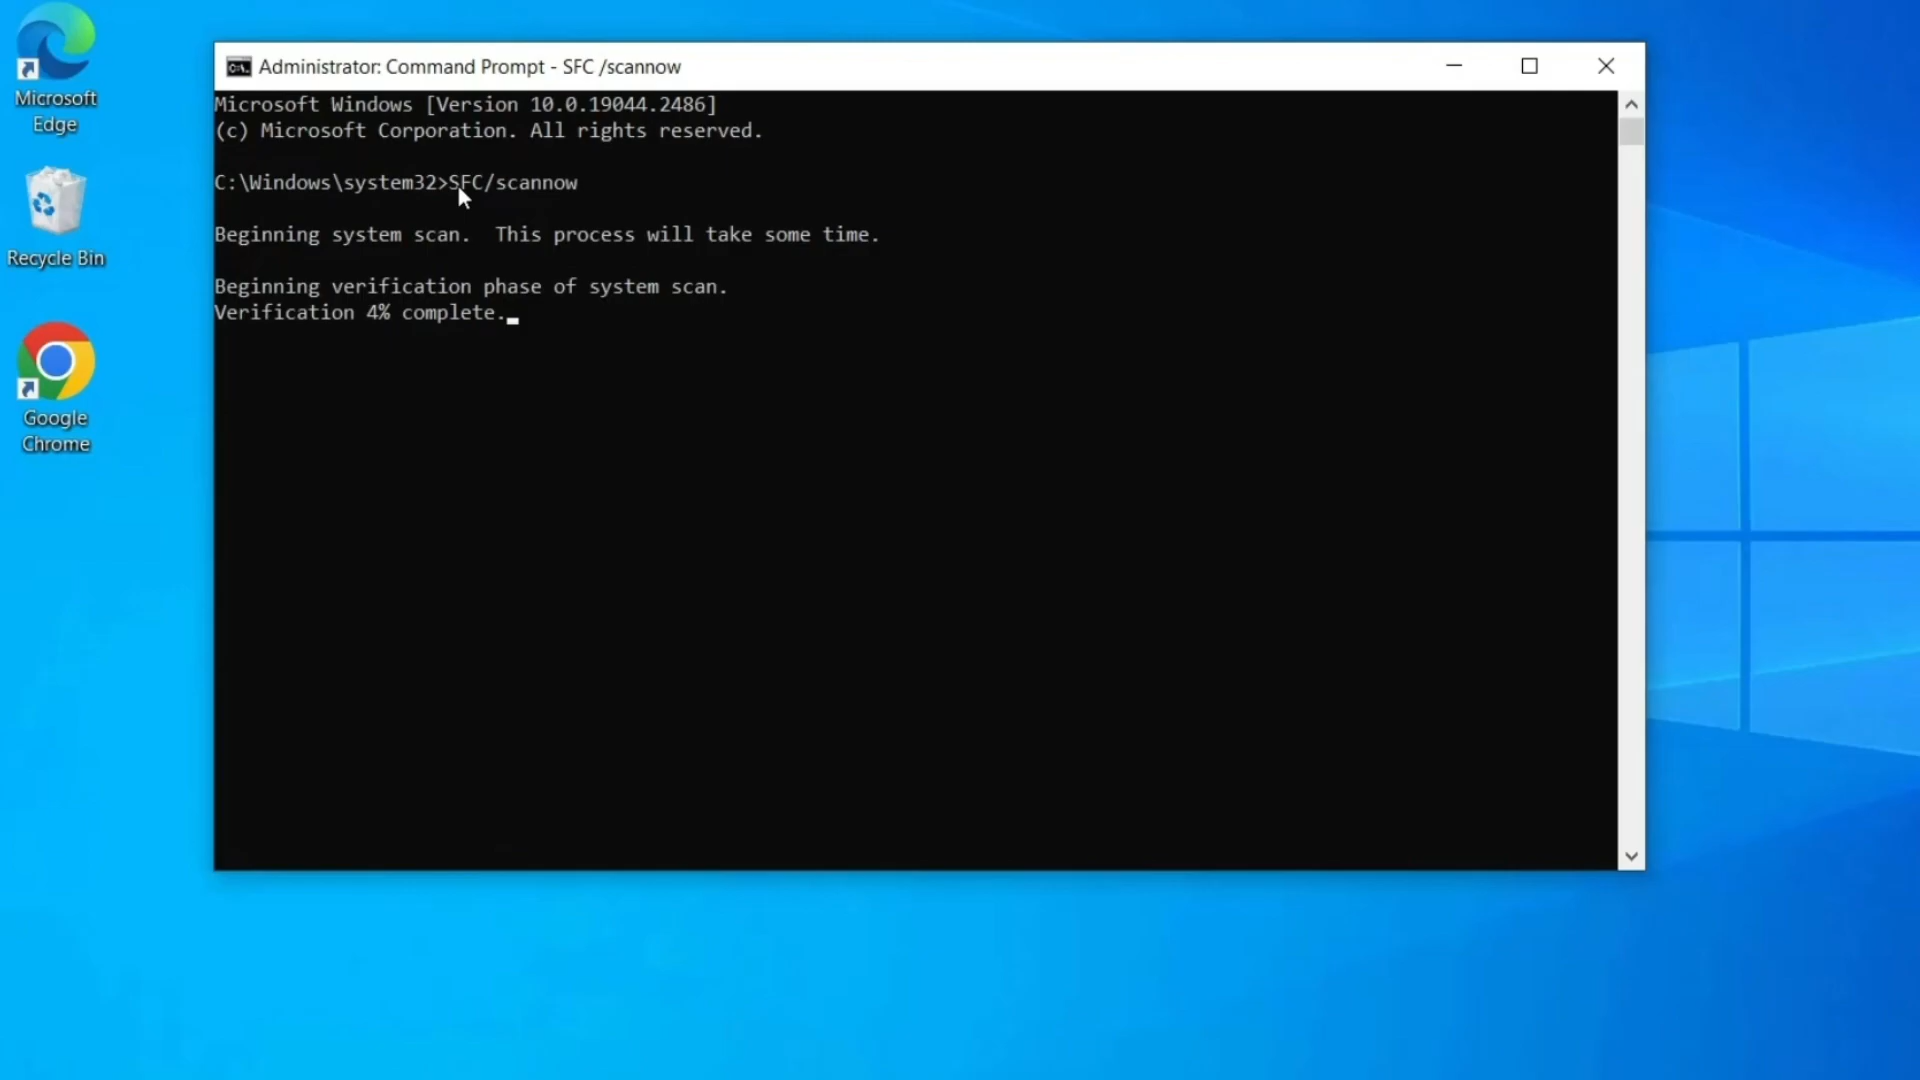 Microsoft
Edge
Recycle Bin
Google
Chrome
Administrator: Command Prompt - SFC /scannow
Microsoft Windows [Version 10.0.19044.2486]
(c) Microsoft Corporation. All rights reserved.
C:\Windows\system32>SFC/scannow
Beginning system scan.  This process will take some time.
Beginning verification phase of system scan.
Verification 4% complete.